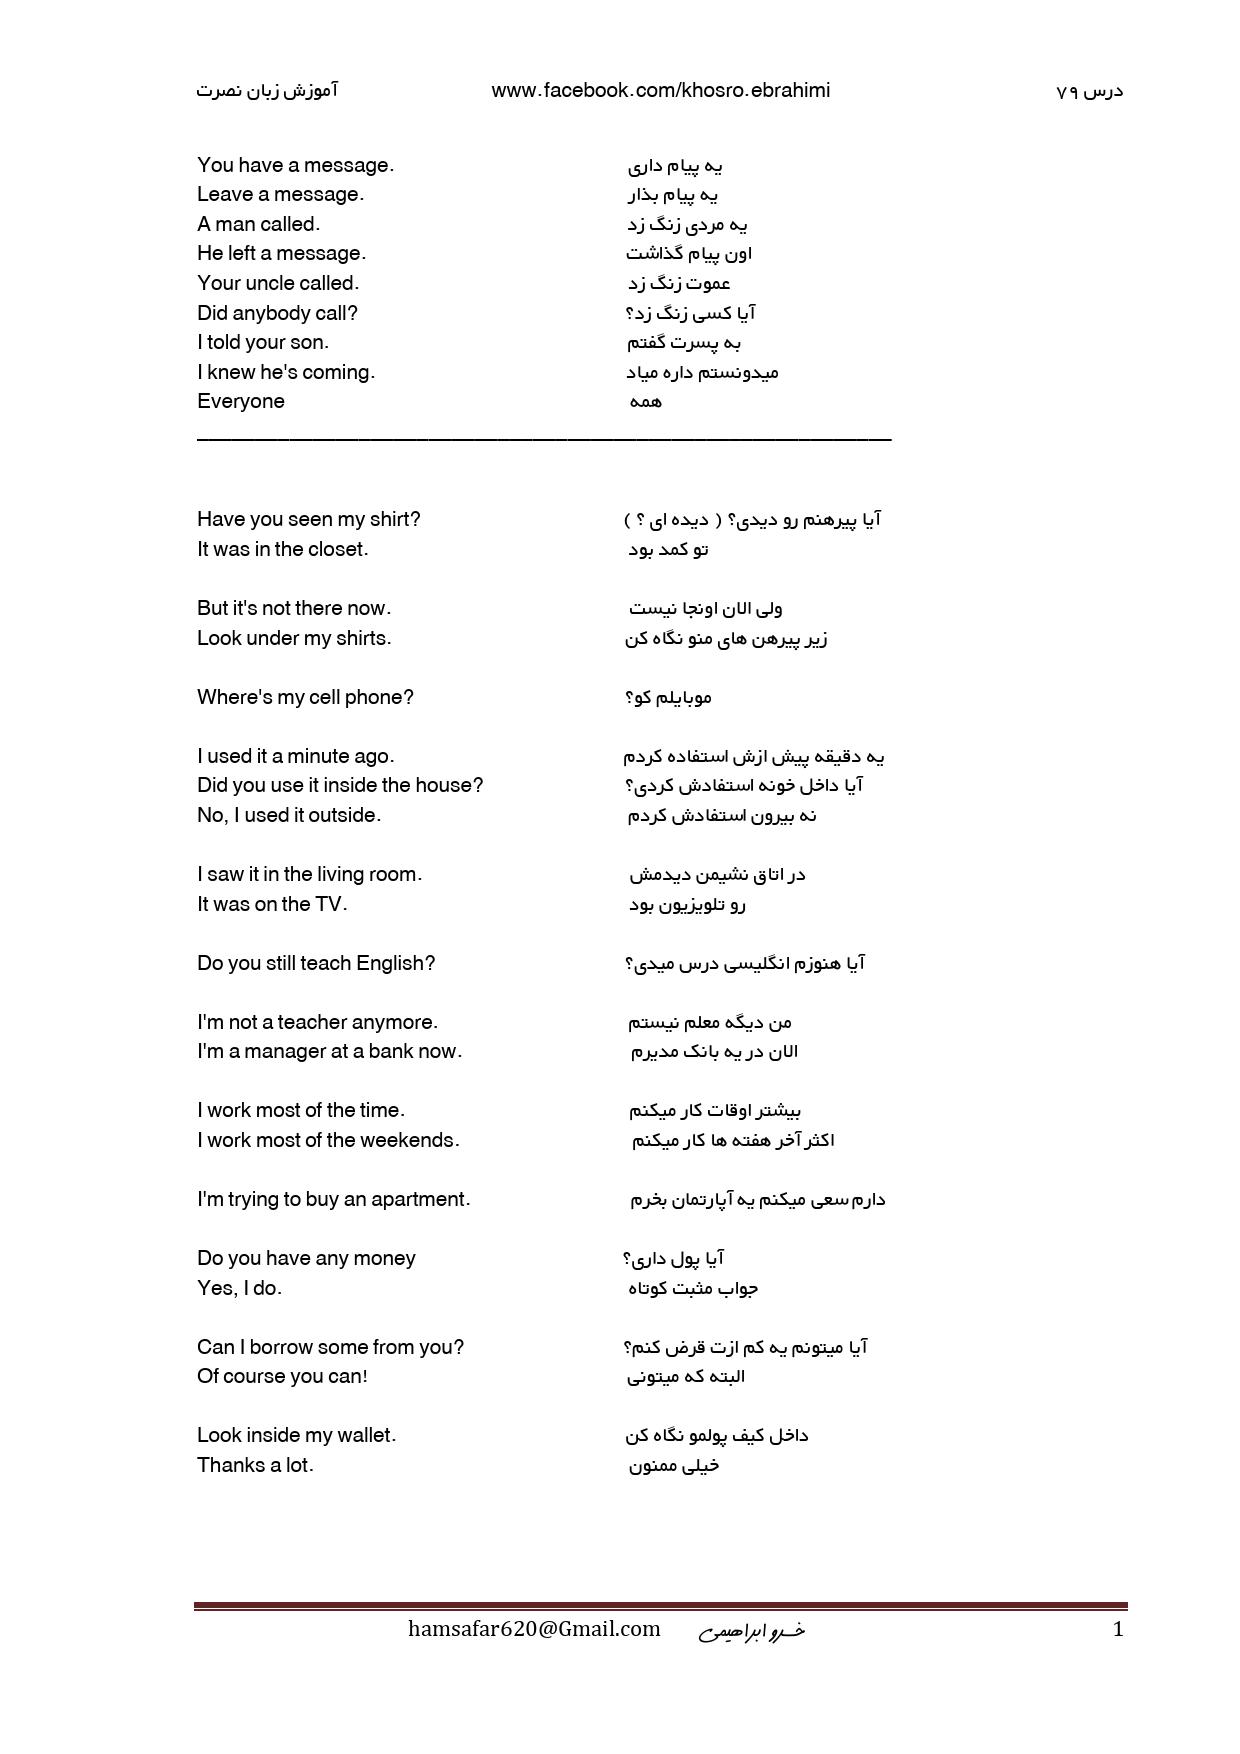 آموزش زبان نصرت www.facebook.com/khosro.ebrahimi درس ۷۹
You have a message. یه پیام داری
Leave a message. یه پیام بذار
A man called. یه مردی زنگ زد
He left a message. اون پیام گذاشت
Your uncle called. عموت زنگ زد
Did anybody call? آیا کسی زنگ زد؟
I told your son. به پسرت گفتم
I knew he's coming. میدونستم داره میاد
Everyone همه
Have you seen my shirt? آیا پیرهنم رو دیدی؟ ( دیده ای ؟ )
It was in the closet. تو کمد بود
But it's not there now. ولی الان اونجا نیست
Look under my shirts. زیر پیرهن های منو نگاه کن
Where's my cell phone? موبایلم کو؟
I used it a minute ago. یه دقیقه پیش ازش استفاده کردم
Did you use it inside the house? آیا داخل خونه استفادش کردی؟
No, I used it outside. نه بیرون استفادش کردم
I saw it in the living room. در اتاق نشیمن دیدمش
It was on the TV. رو تلویزیون بود
Do you still teach English? آیا هنوزم انگلیسی درس میدی؟
I'm not a teacher anymore. من دیگه معلم نیستم
I'm a manager at a bank now. الان در یه بانک مدیرم
I work most of the time. بیشتر اوقات کار میکنم
I work most of the weekends. اکثر آخر هفته ها کار میکنم
I'm trying to buy an apartment. دارم سعی میکنم یه آپارتمان بخرم
Do you have any money آیا پول داری؟
Yes, I do. جواب مثبت کوتاه
Can I borrow some from you? آیا میتونم یه کم ازت قرض کنم؟
Of course you can! البته که میتونی
Look inside my wallet. داخل کیف پولمو نگاه کن
Thanks a lot. خیلی ممنون
hamsafar620@Gmail.com خسرو ابراهیمی 1